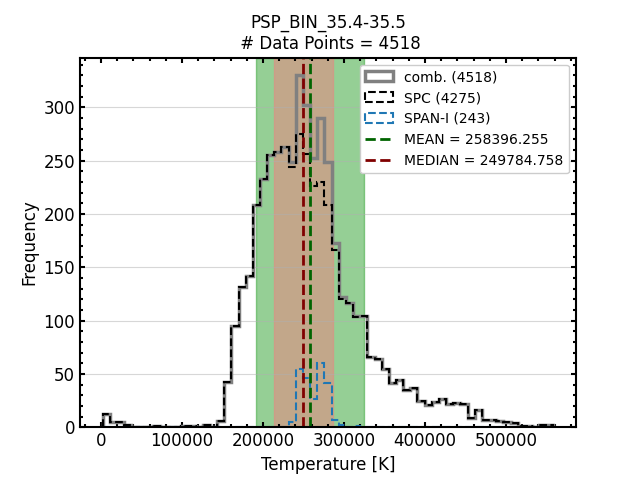 PSP_BIN_35.4-35.5
# Data Points = 4518
comb. (4518)
SPC (4275)
SPAN-I (243)
MEAN = 258396.255
MEDIAN = 249784.758
Frequency
300
250
200
150
100
50
0
0 100000 200000 300000 400000 500000
Temperature [K]